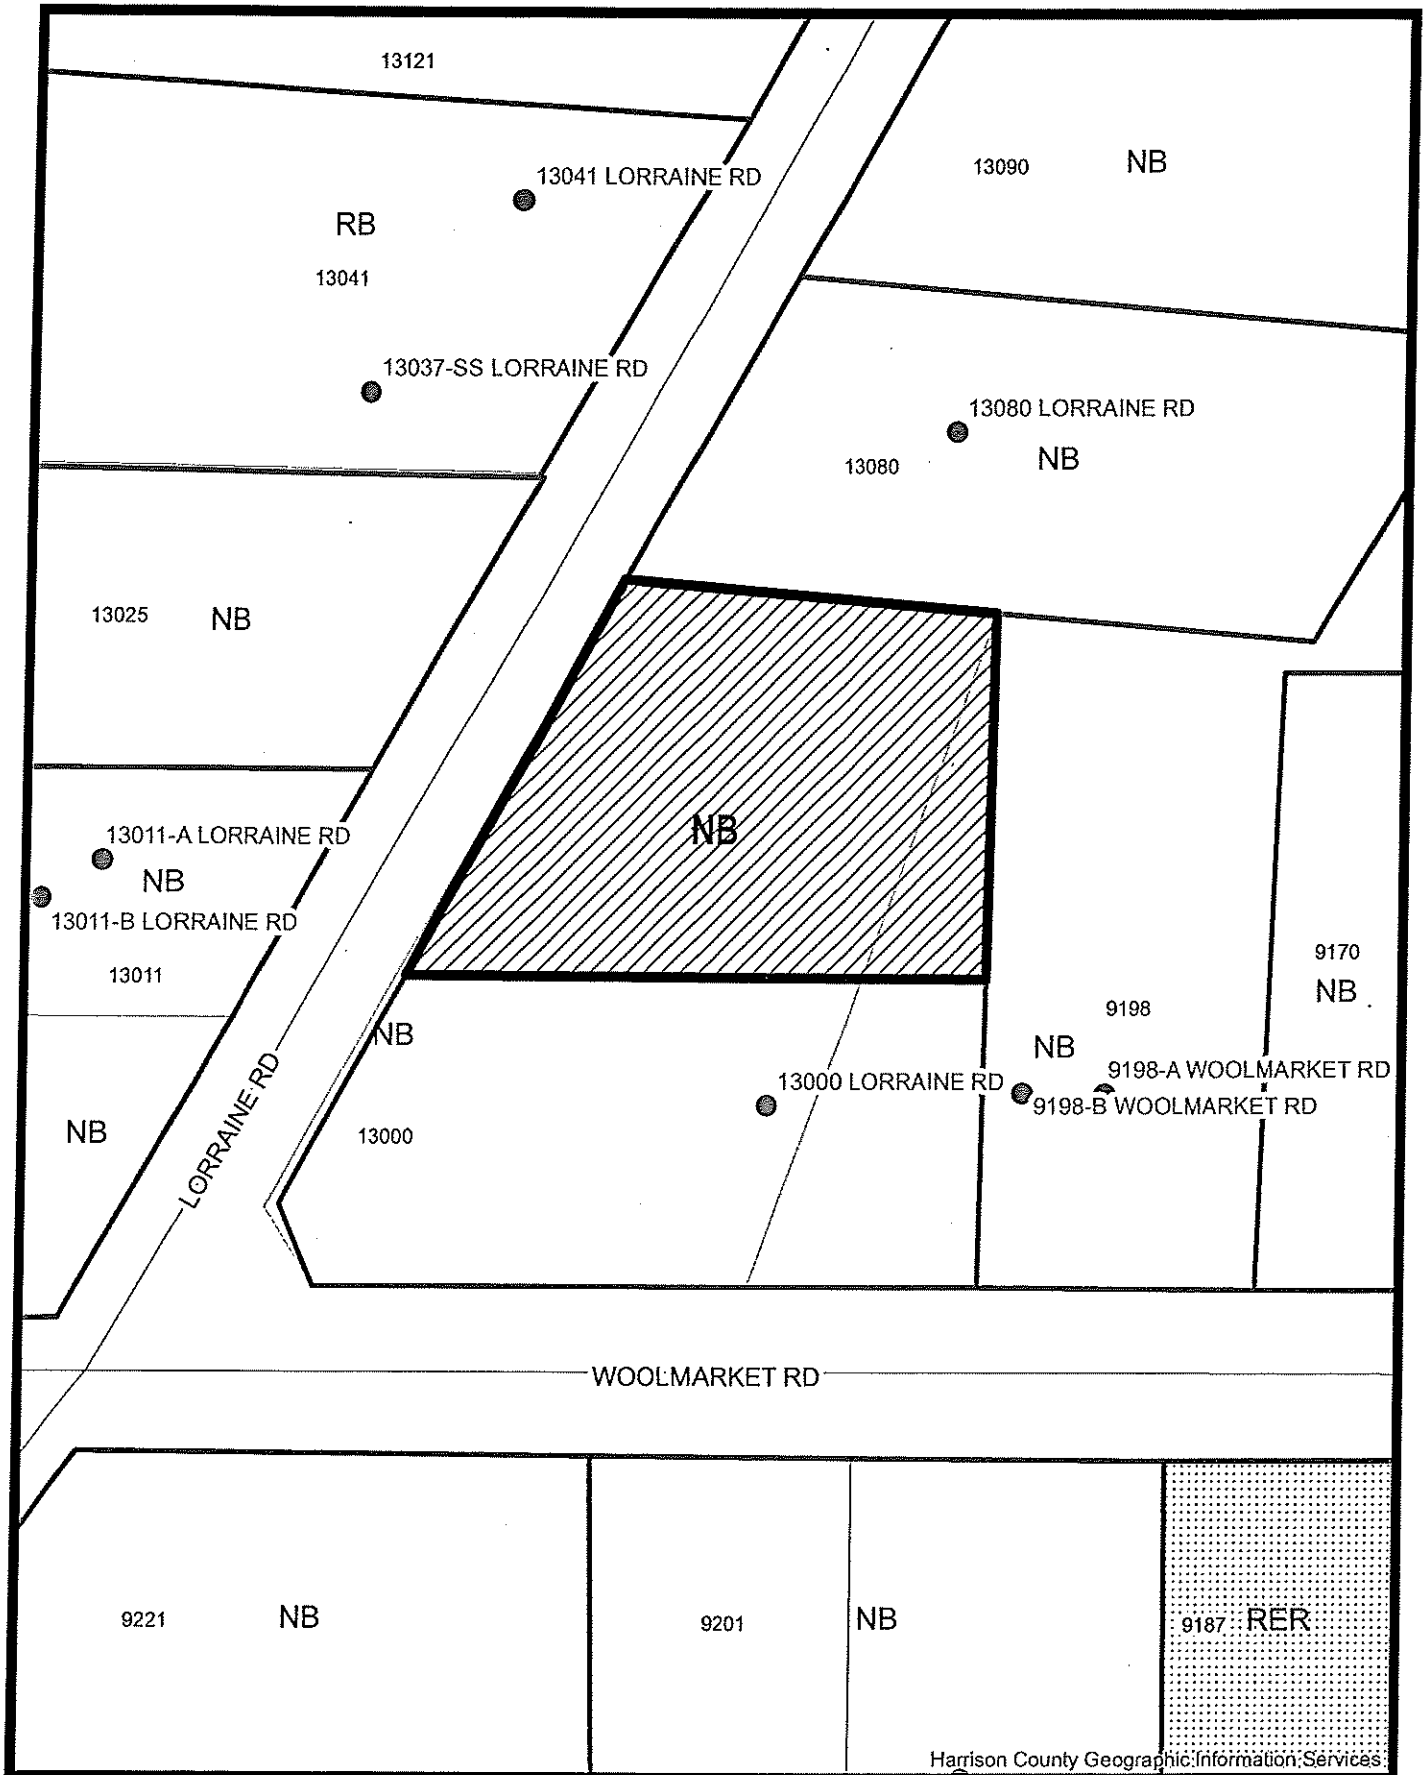 13121
13041 LORRAINE RD
13090
NB
RB
13041
13037-SS LORRAINE RD
13080 LORRAINE RD
13080
NB
13025
NB
NB
13011-A LORRAINE RD
NB
13011-B LORRAINE RD
13011
9170
NB
9198
NB
NB
9198-A WOOLMARKET RD
13000 LORRAINE RD
9198-B WOOLMARKET RD
LORRAINE RD
NB
13000
WOOLMARKET RD
9221
NB
9201
NB
9187
RER
Harrison County Geographic Information Services